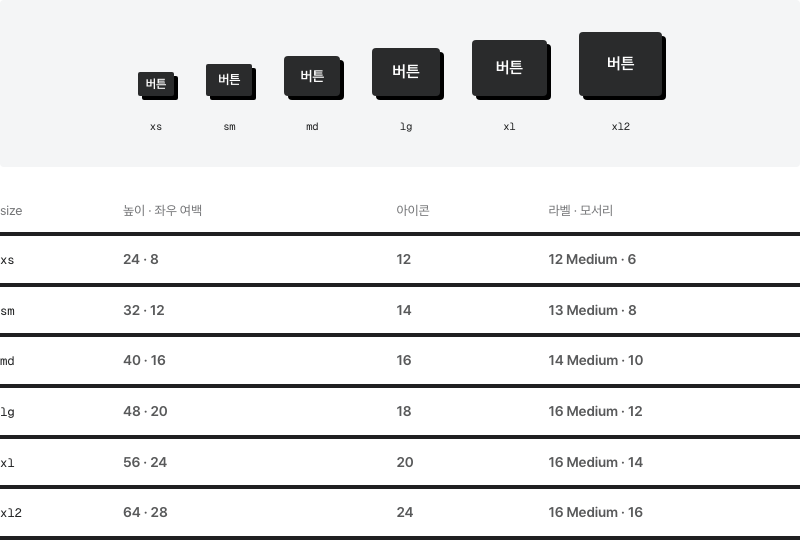 버튼 버튼 버튼 버튼 버튼 버튼
xs sm md lg xl xl2
size 높이 · 좌우 여백 아이콘 라벨 · 모서리
xs 24 · 8 12 12 Medium · 6
sm 32 · 12 14 13 Medium · 8
md 40 · 16 16 14 Medium · 10
lg 48 · 20 18 16 Medium · 12
xl 56 · 24 20 16 Medium · 14
xl2 64 · 28 24 16 Medium · 16